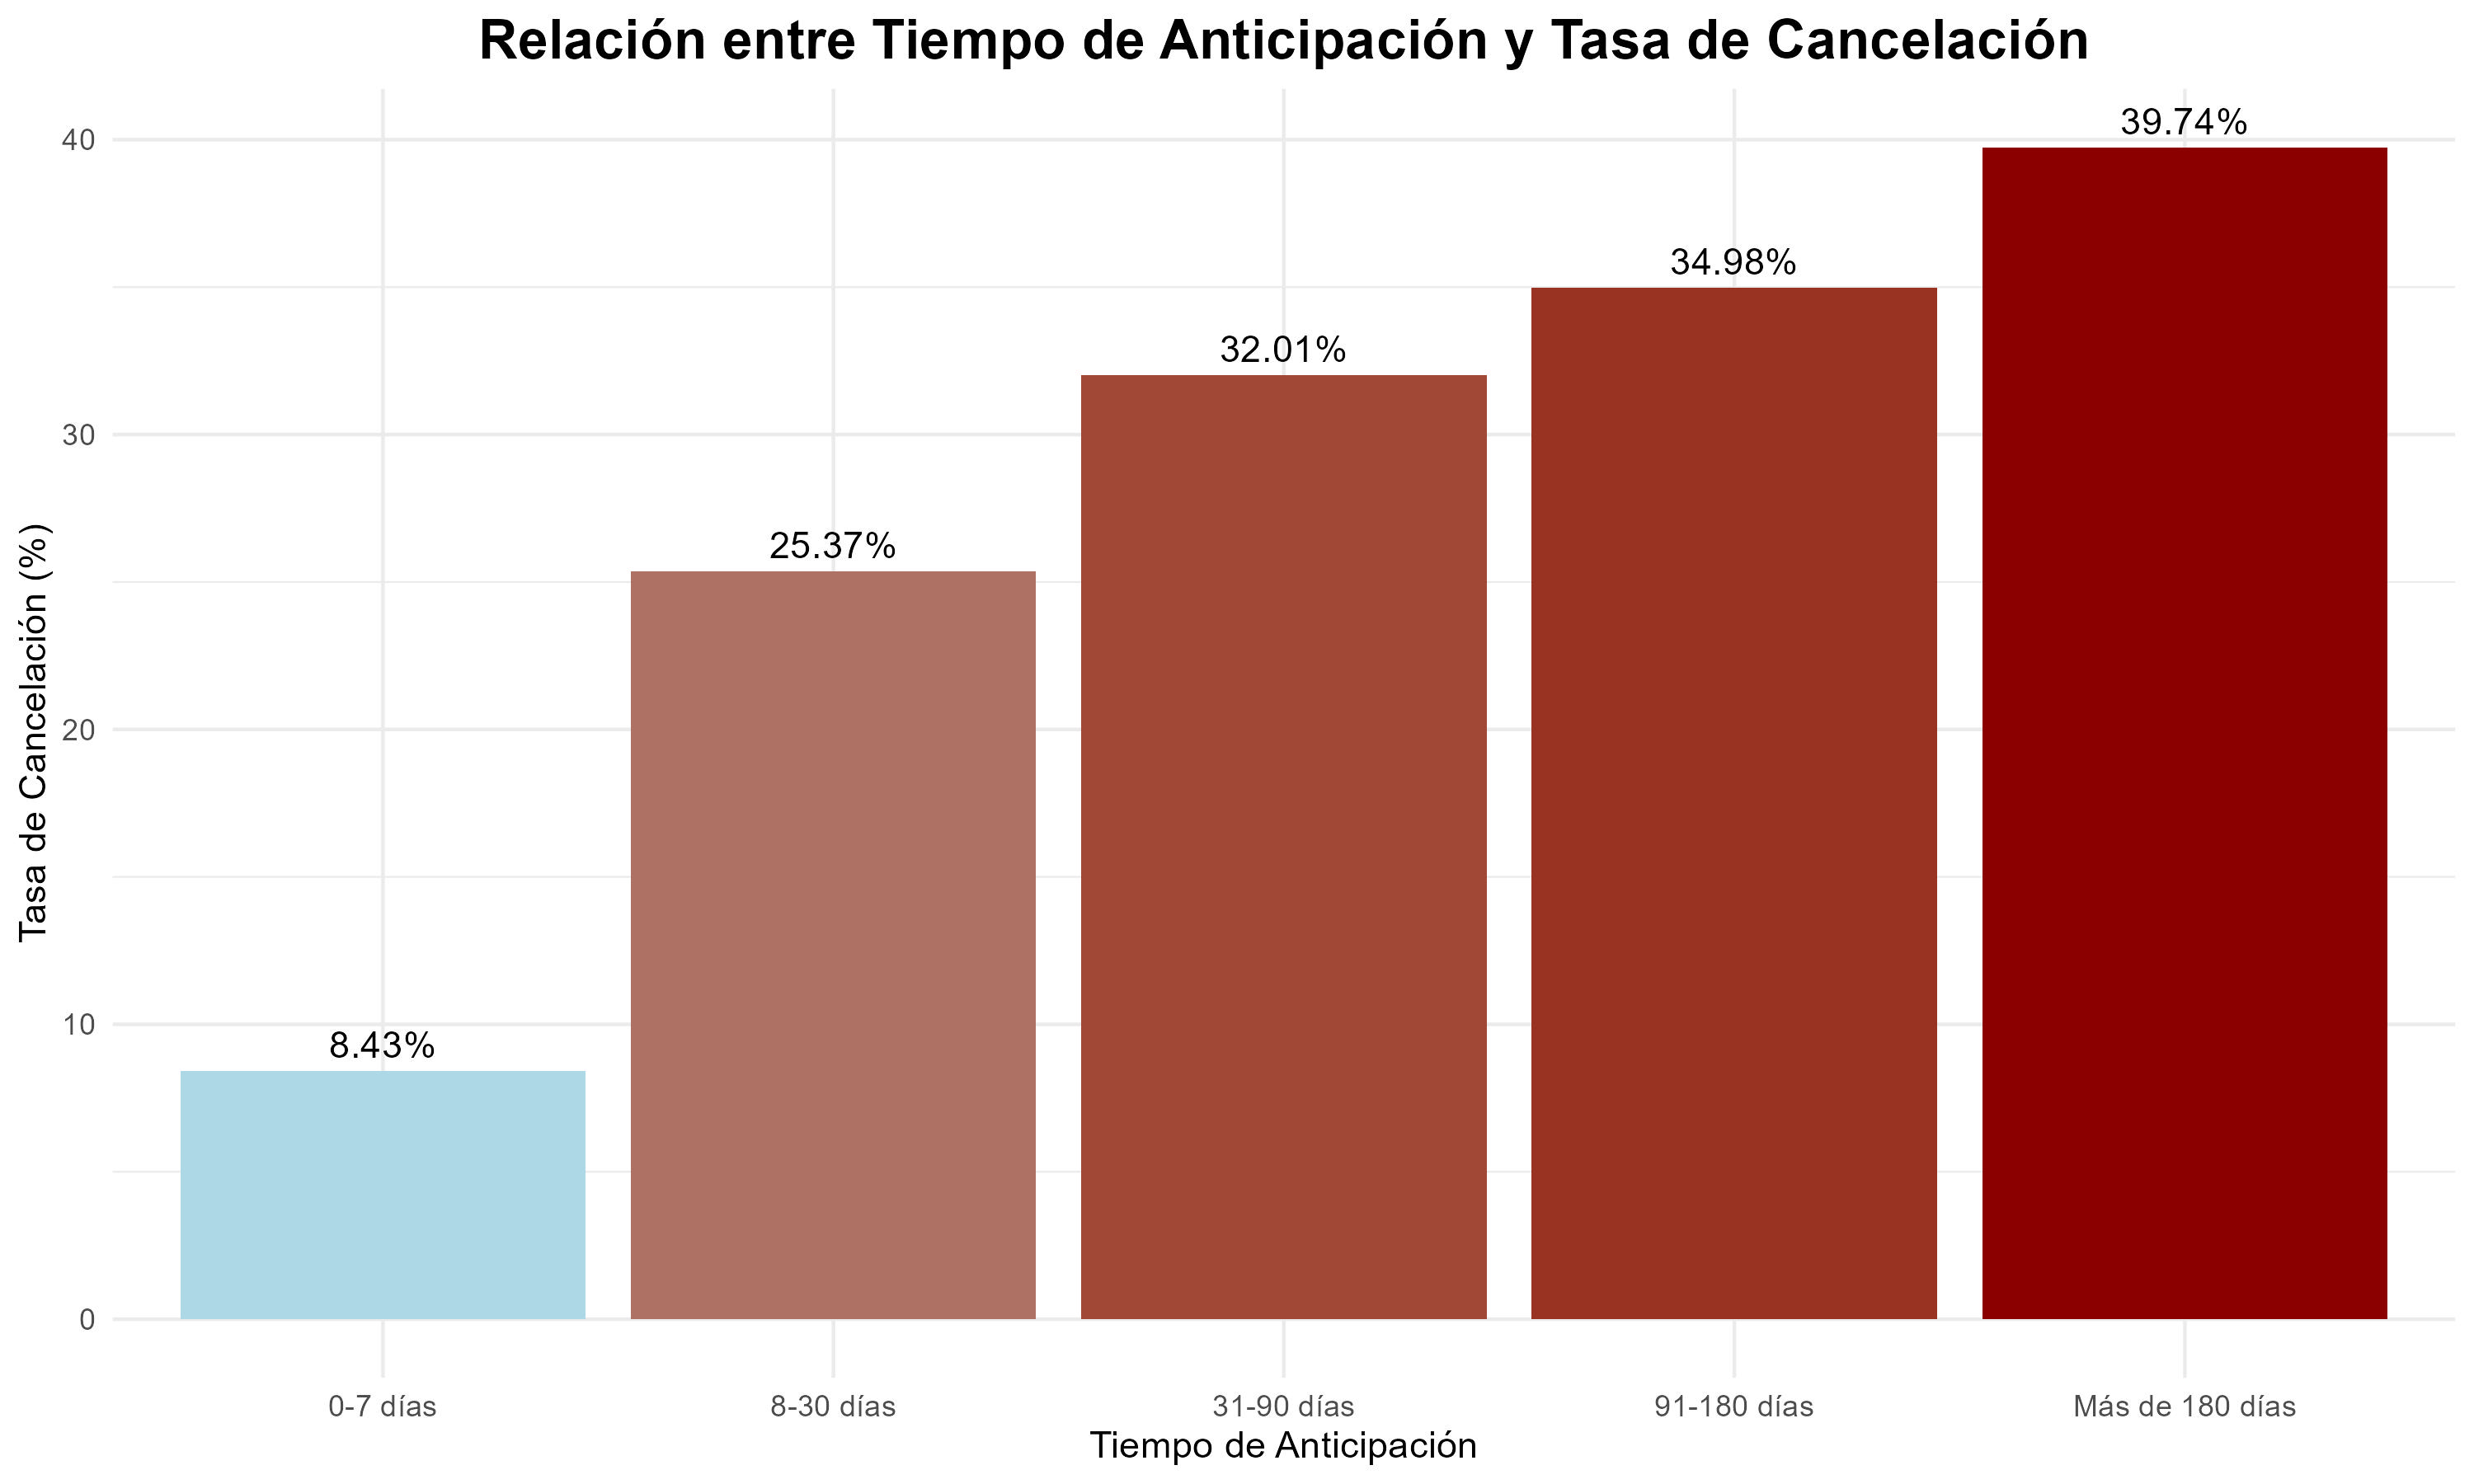 Relación entre Tiempo de Anticipación y Tasa de Cancelación
Tasa de Cancelación (%)
40
30
20
10
0
8.43%
25.37%
32.01%
34.98%
39.74%
0-7 días
8-30 días
31-90 días
91-180 días
Más de 180 días
Tiempo de Anticipación